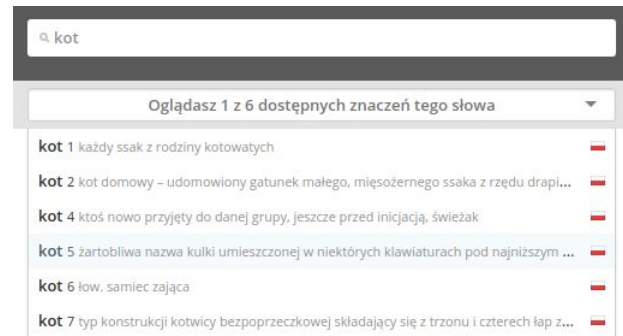 kot
Oglądasz 1 z 6 dostępnych znaczeń tego słowa
kot 1 każdy ssak z rodziny kotowatych
kot 2 kot domowy – udomowiony gatunek małego, mięsożernego ssaka z rzędu drapi...
kot 4 ktoś nowo przyjęty do danej grupy, jeszcze przed inicjacją, świeżak
kot 5 żartobliwa nazwa kulki umieszczonej w niektórych klawiaturach pod najniższym ...
kot 6 łow. samiec zająca
kot 7 typ konstrukcji kotwicy bezpoprzeczkowej składający się z trzonu i czterech łap z...